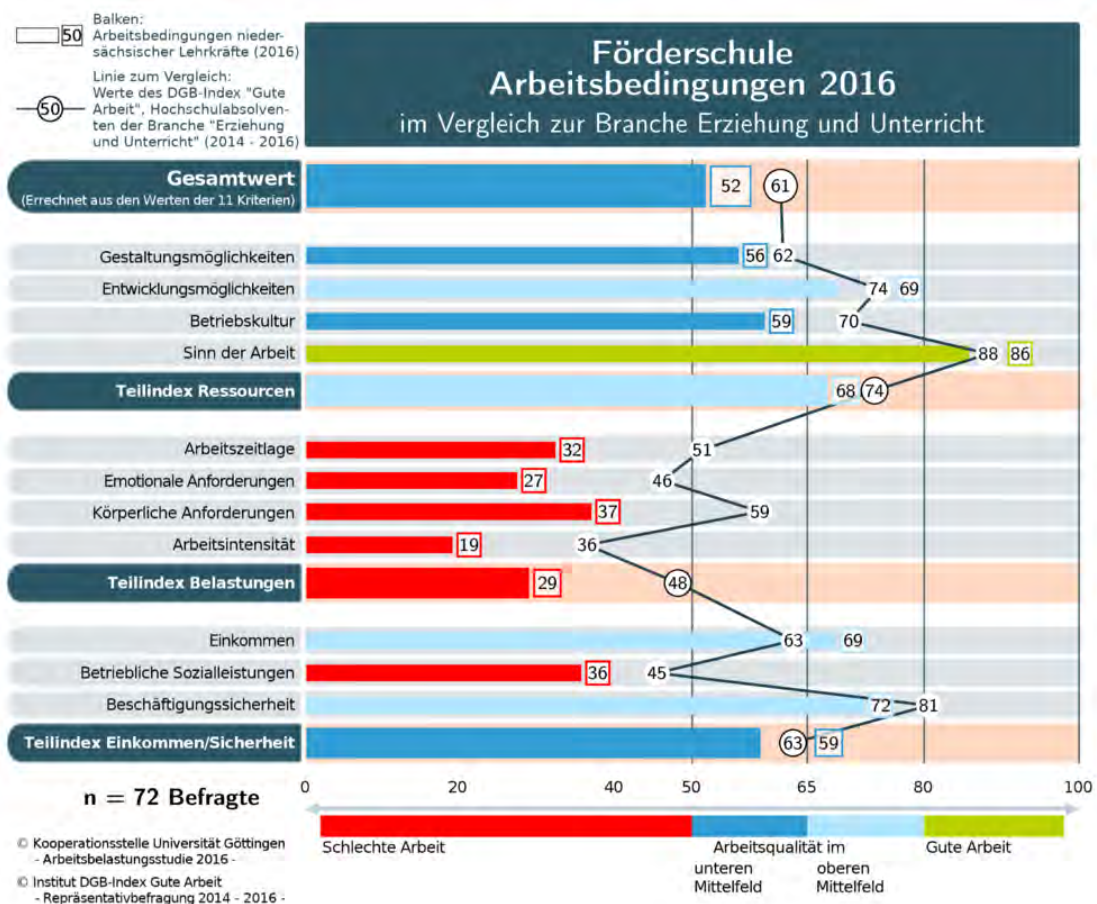 Balken:
50
Arbeitsbedingungen nieder-
sächsischer Lehrkräfte (2016)
Linie zum Vergleich:
Werte des DGB-Index "Gute
50
Arbeit", Hochschulabsolven-
ten der Branche "Erziehung
und Unterricht" (2014 - 2016)
Förderschule
Arbeitsbedingungen 2016
im Vergleich zur Branche Erziehung und Unterricht
Gesamtwert
(Errechnet aus den Werten der 11 Kriterien)
52 61
Gestaltungsmöglichkeiten 56 62
Entwicklungsmöglichkeiten 74 69
Betriebskultur 59 70
Sinn der Arbeit 88 86
Teilindex Ressourcen 68 74
Arbeitszeitlage 32 51
Emotionale Anforderungen 27 46
Körperliche Anforderungen 37 59
Arbeitsintensität 19 36
Teilindex Belastungen 29 48
Einkommen 63 69
Betriebliche Sozialleistungen 36 45
Beschäftigungssicherheit 72 81
Teilindex Einkommen/Sicherheit 63 59
0 20 40 50 65 80 100
n = 72 Befragte
Schlechte Arbeit
Arbeitsqualität im
unteren
Mittelfeld
oberen
Mittelfeld
Gute Arbeit
© Kooperationsstelle Universität Göttingen
- Arbeitsbelastungsstudie 2016 -
© Institut DGB-Index Gute Arbeit
- Repräsentativbefragung 2014 - 2016 -